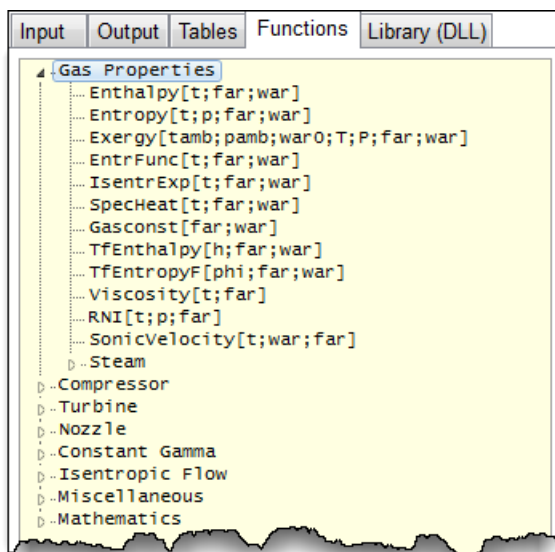 Input Output Tables Functions Library (DLL)
Gas Properties
Enthalpy[t;far;war]
Entropy[t;p;far;war]
Exergy[tamb;pamb;war0;T;P;far;war]
EntrFunc[t;far;war]
IsentrExp[t;far;war]
SpecHeat[t;far;war]
Gasconst[far;war]
TfEnthalpy[h;far;war]
TfEntropyF[phi;far;war]
Viscosity[t;far]
RNI[t;p;far]
SonicVelocity[t;war;far]
Steam
Compressor
Turbine
Nozzle
Constant Gamma
Isentropic Flow
Miscellaneous
Mathematics